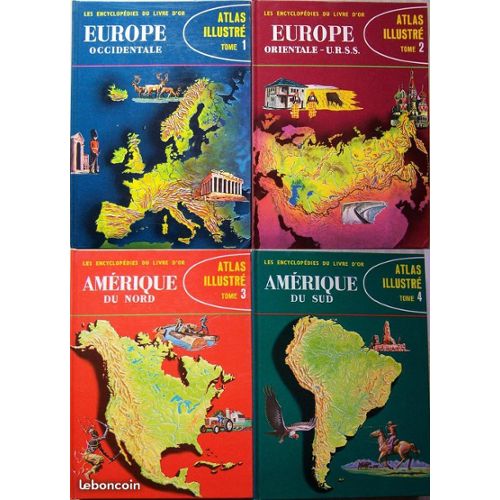 LES ENCYCLOPÉDIES DU LIVRE D'OR
EUROPE
OCCIDENTALE
ATLAS
ILLUSTRÉ
TOME 1
LES ENCYCLOPÉDIES DU LIVRE D'OR
EUROPE
ORIENTALE - U.R.S.S.
ATLAS
ILLUSTRÉ
TOME 2
LES ENCYCLOPÉDIES DU LIVRE D'OR
AMÉRIQUE
DU NORD
ATLAS
ILLUSTRÉ
TOME 3
LES ENCYCLOPÉDIES DU LIVRE D'OR
AMÉRIQUE
DU SUD
ATLAS
ILLUSTRÉ
TOME 4
leboncoin